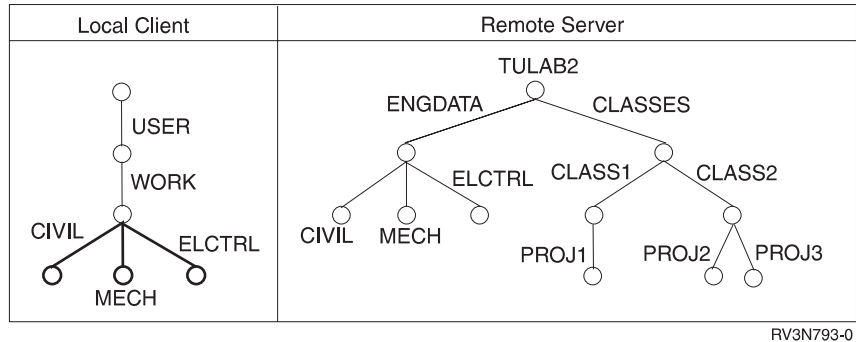 Local Client
Remote Server
TULAB2
ENGDATA
CLASSES
USER
WORK
ELCTRL
CLASS1
CLASS2
CIVIL
ELCTRL
CIVIL
MECH
PROJ1
PROJ2
PROJ3
MECH
RV3N793-0